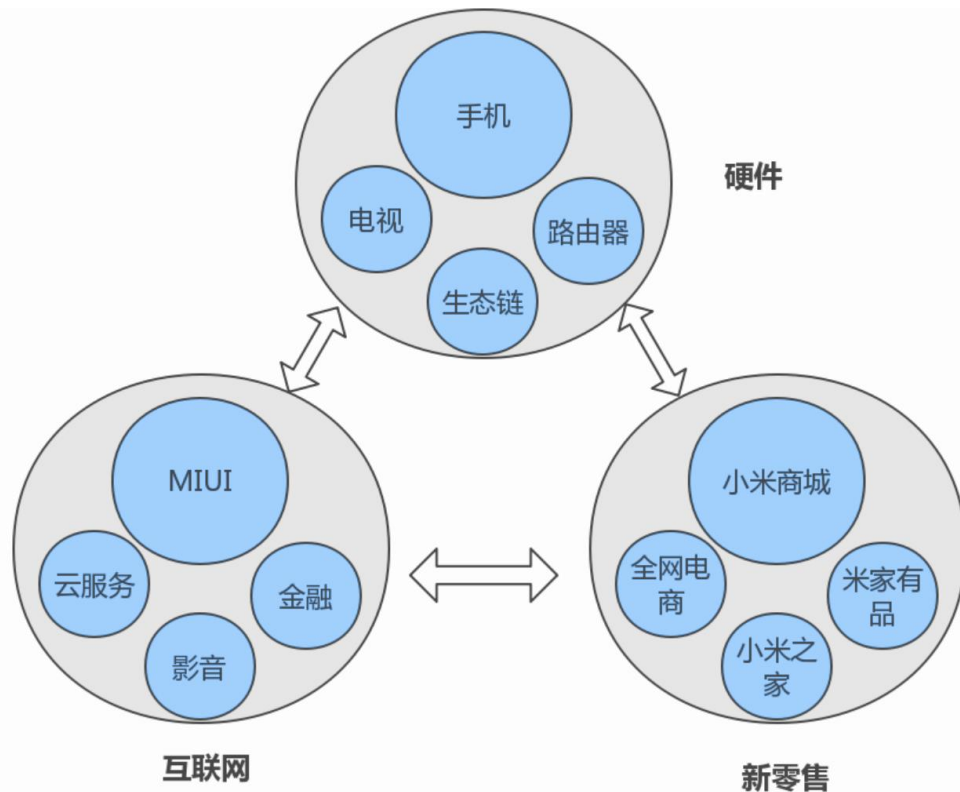 手机
硬件
电视
路由器
生态链
MIUI
云服务
金融
影音
互联网
小米商城
全网电
商
米家有
品
小米之
家
新零售